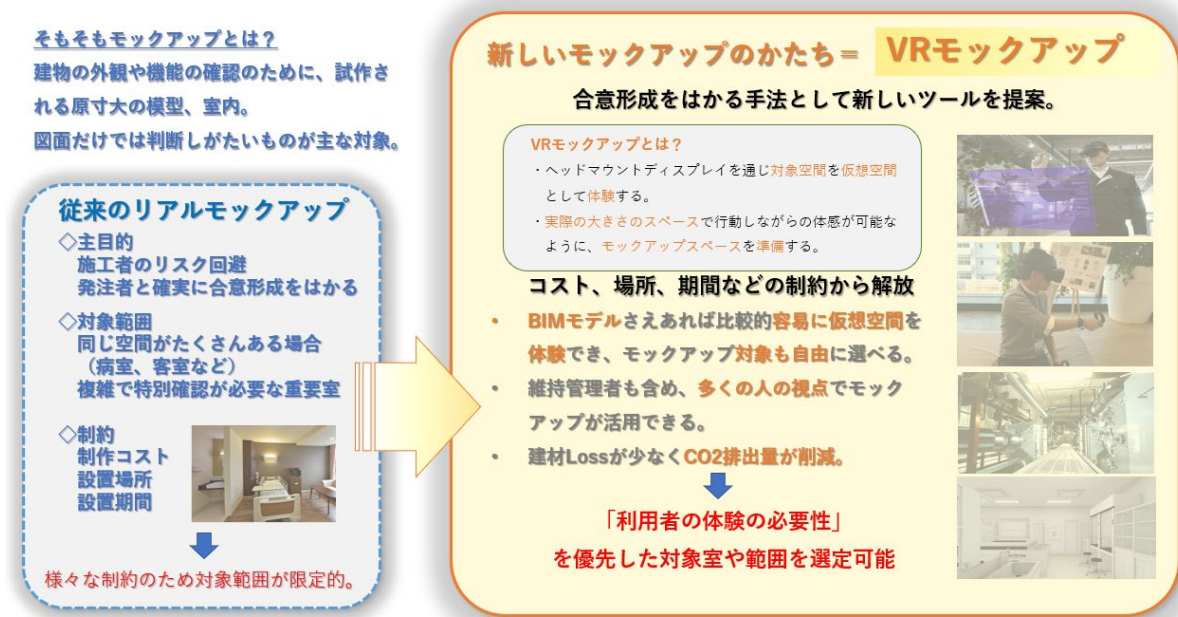 そもそもモックアップとは？
建物の外観や機能の確認のために、試作さ
れる原寸大の模型、室内。
図面だけでは判断しがたいものが主な対象。
従来のリアルモックアップ
◇主目的
施工者のリスク回避
発注者と確実に合意形成をはかる
◇対象範囲
同じ空間がたくさんある場合
（病室、客室など）
複雑で特別確認が必要な重要室
◇制約
制作コスト
設置場所
設置期間
様々な制約のため対象範囲が限定的。
新しいモックアップのかたち＝ VRモックアップ
合意形成をはかる手法として新しいツールを提案。
VRモックアップとは？
・ヘッドマウントディスプレイを通じ対象空間を仮想空間
として体験する。
・実際の大きさのスペースで行動しながらの体感が可能な
ように、モックアップスペースを準備する。
コスト、場所、期間などの制約から解放
• BIMモデルさえあれば比較的容易に仮想空間を
体験でき、モックアップ対象も自由に選べる。
• 維持管理者も含め、多くの人の視点でモック
アップが活用できる。
• 建材Lossが少なくCO2排出量が削減。
「利用者の体験の必要性」
を優先した対象室や範囲を選定可能